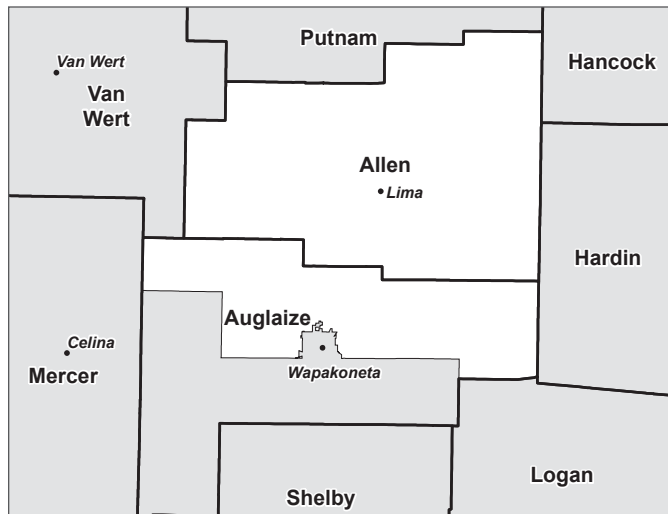 Putnam
Hancock
Van Wert
Van
Wert
Allen
Lima
Hardin
Auglaize
Celina
Wapakoneta
Mercer
Logan
Shelby